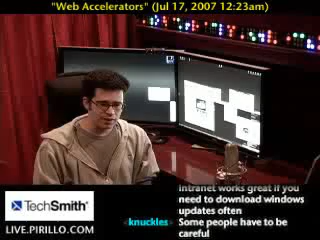 "Web Accelerators" (Jul 17, 2007 12:23am)
TechSmith®
LIVE.PIRILLO.COM
Intranet works great if you
need to download windows
updates often
<knuckles> Some people have to be
careful